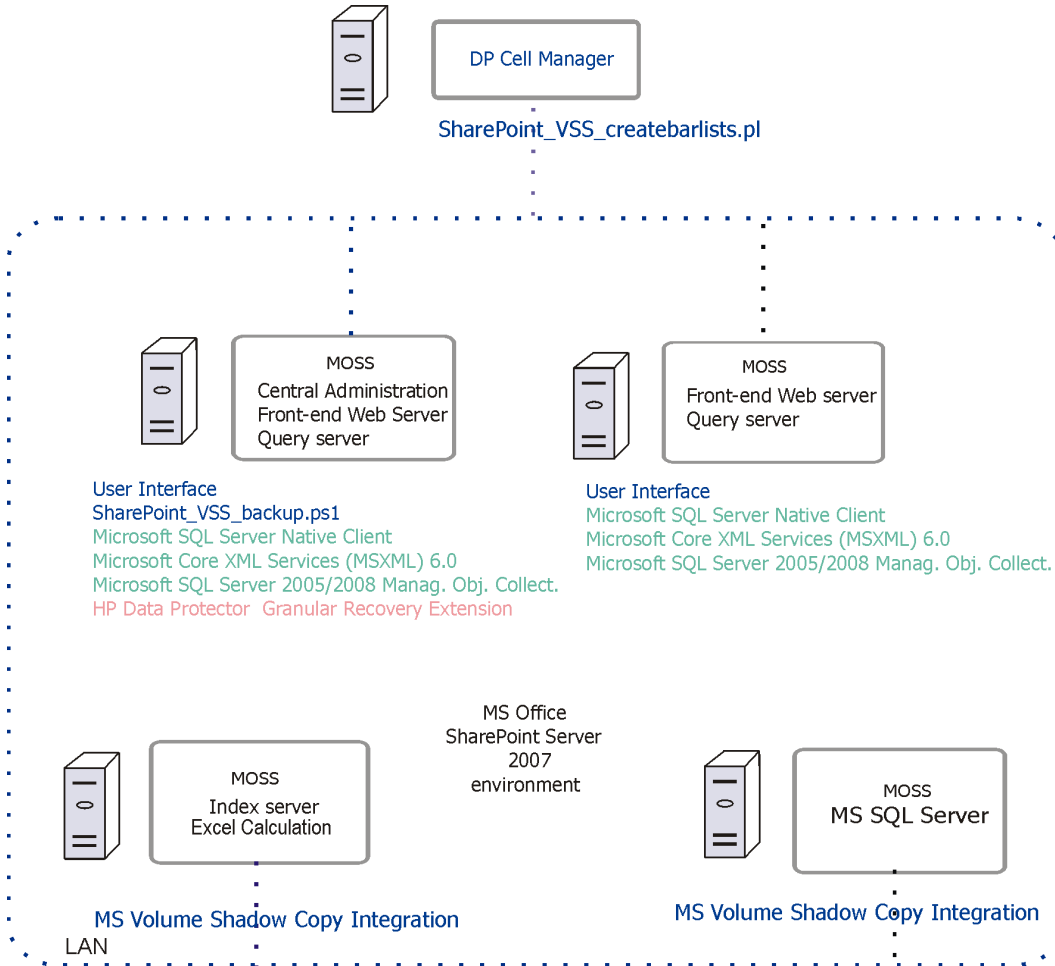 DP Cell Manager
SharePoint_VSS_createbarlists.pl
MOSS
Central Administration
Front-end Web Server
Query server
User Interface
SharePoint_VSS_backup.ps1
Microsoft SQL Server Native Client
Microsoft Core XML Services (MSXML) 6.0
Microsoft SQL Server 2005/2008 Manag. Obj. Collect.
HP Data Protector  Granular Recovery Extension
MOSS
Front-end Web server
Query server
User Interface
Microsoft SQL Server Native Client
Microsoft Core XML Services (MSXML) 6.0
Microsoft SQL Server 2005/2008 Manag. Obj. Collect.
MS Office
SharePoint Server
2007
environment
MOSS
Index server
Excel Calculation
MS Volume Shadow Copy Integration
MOSS
MS SQL Server
MS Volume Shadow Copy Integration
LAN